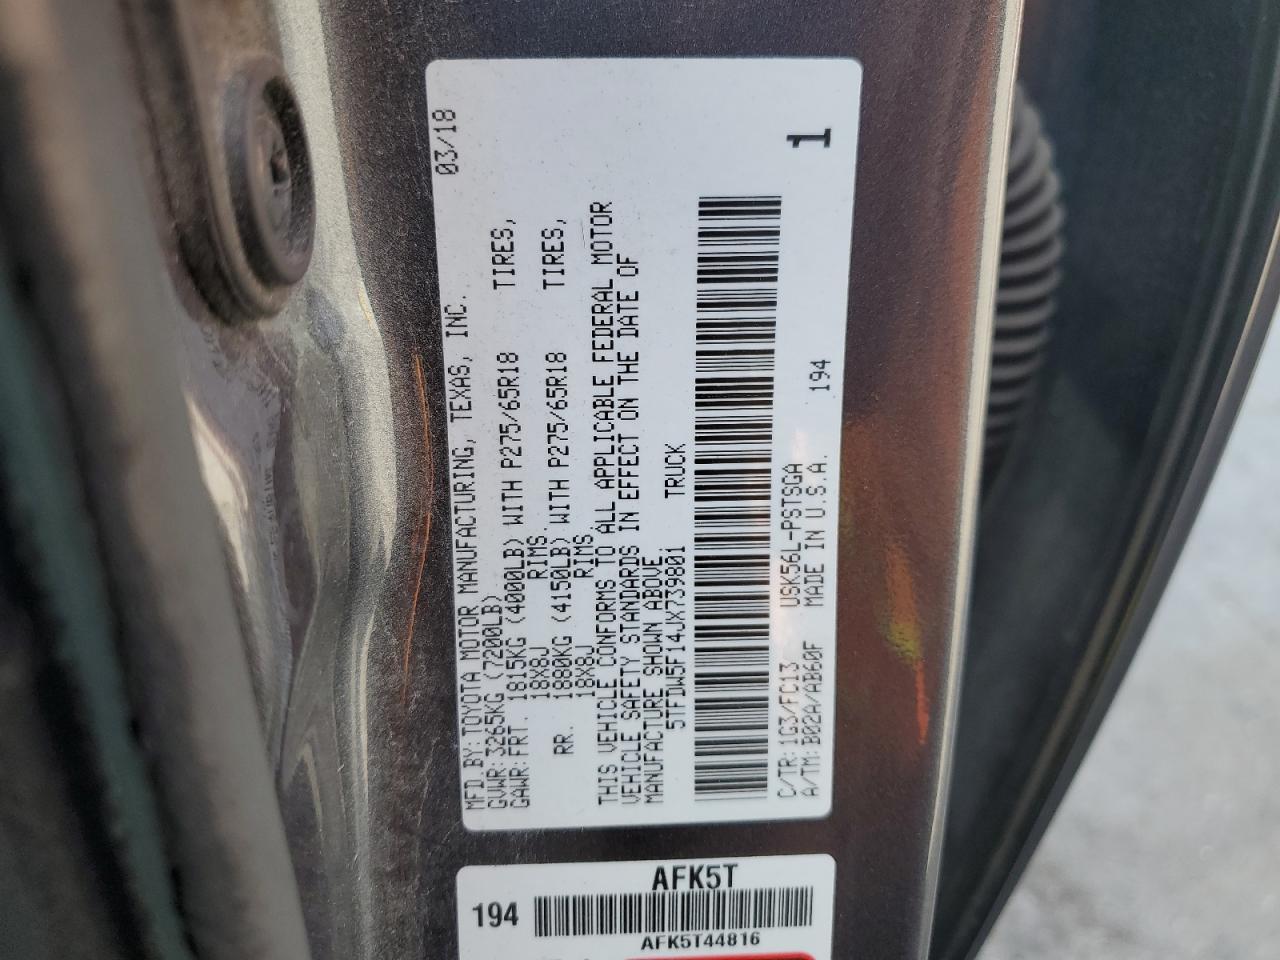 MFD BY: TOYOTA MOTOR MANUFACTURING, TEXAS, INC. 03/18
GVWR: 3265KG (7200LB)
GAWR: FRT. 1815KG (4000LB) WITH P275/65R18 TIRES,
18X8J RIMS.
RR. 1880KG (4150LB) WITH P275/65R18 TIRES,
18X8J RIMS
THIS VEHICLE CONFORMS TO ALL APPLICABLE FEDERAL MOTOR
VEHICLE SAFETY STANDARDS IN EFFECT ON THE DATE OF
MANUFACTURE SHOWN ABOVE.
5TFDW5F14JX739801 TRUCK
1
C/TR: 1G3/FC13 USK56L-PSTSGA 194
A/TM: B02A/AB60F MADE IN U.S.A.
AFK5T
194
AFK5T44816